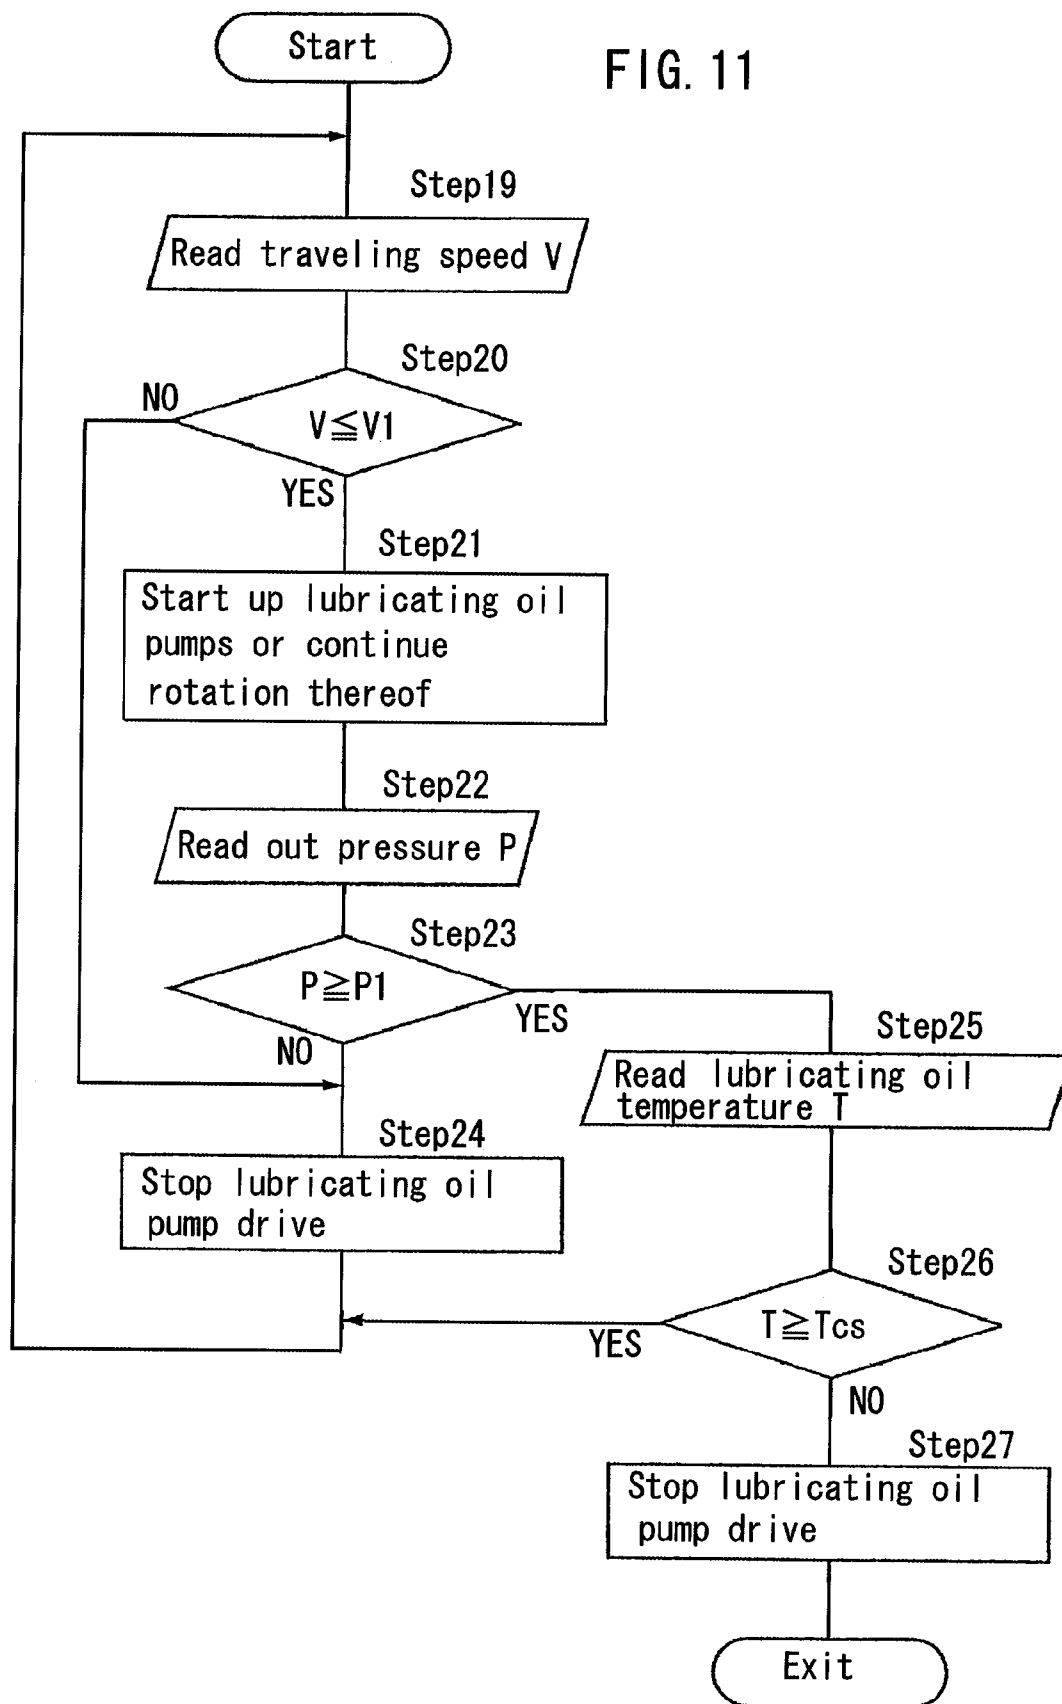 Start
FIG. 11
Step19
Read traveling speed V
Step20
NO
V≦V1
YES
Step21
Start up lubricating oil
pumps or continue
rotation thereof
Step22
Read out pressure P
Step23
P≧P1
YES
NO
Step25
Read lubricating oil
temperature T
Step24
Stop lubricating oil
pump drive
Step26
T≧Tcs
YES
NO
Step27
Stop lubricating oil
pump drive
Exit